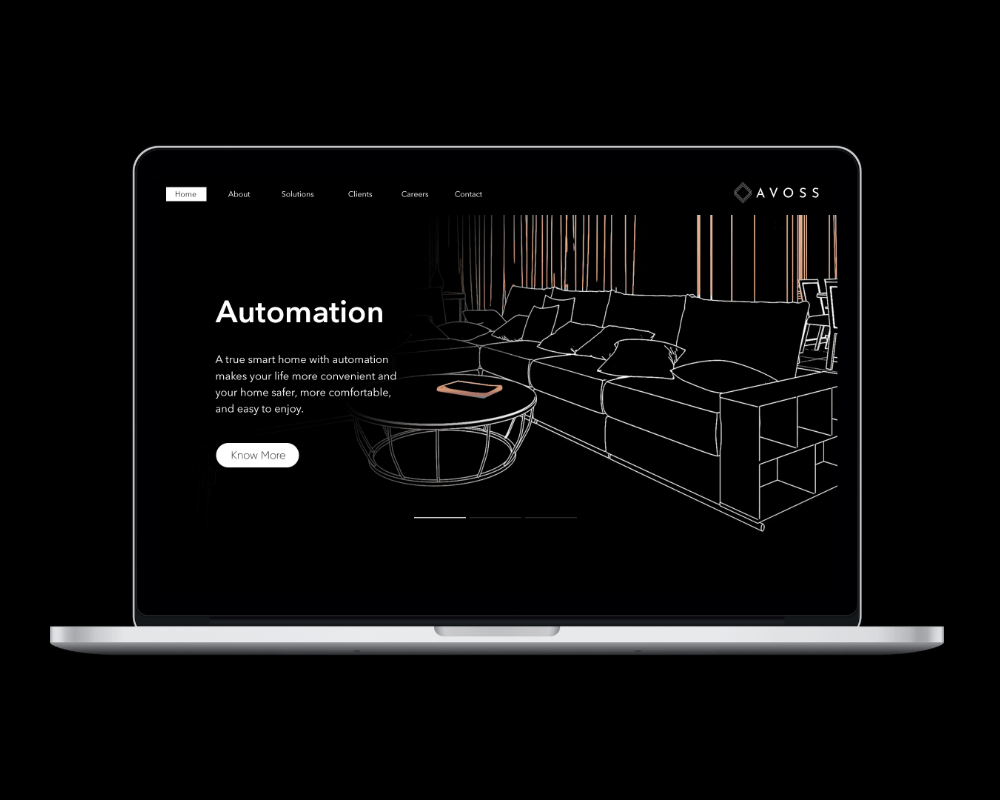 Home About Solutions Clients Careers Contact AVOSS
Automation
A true smart home with automation
makes your life more convenient and
your home safer, more comfortable,
and easy to enjoy.
Know More